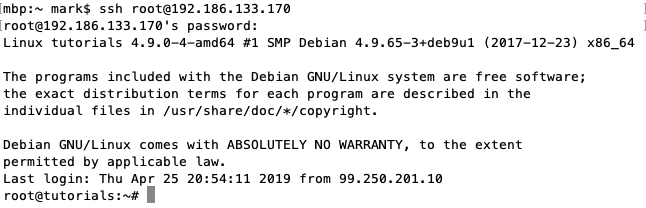 [mbp:~ mark$ ssh root@192.186.133.170 ]
[root@192.186.133.170's password: ]
Linux tutorials 4.9.0-4-amd64 #1 SMP Debian 4.9.65-3+deb9u1 (2017-12-23) x86_64
The programs included with the Debian GNU/Linux system are free software;
the exact distribution terms for each program are described in the
individual files in /usr/share/doc/*/copyright.
Debian GNU/Linux comes with ABSOLUTELY NO WARRANTY, to the extent
permitted by applicable law.
Last login: Thu Apr 25 20:54:11 2019 from 99.250.201.10
root@tutorials:~#